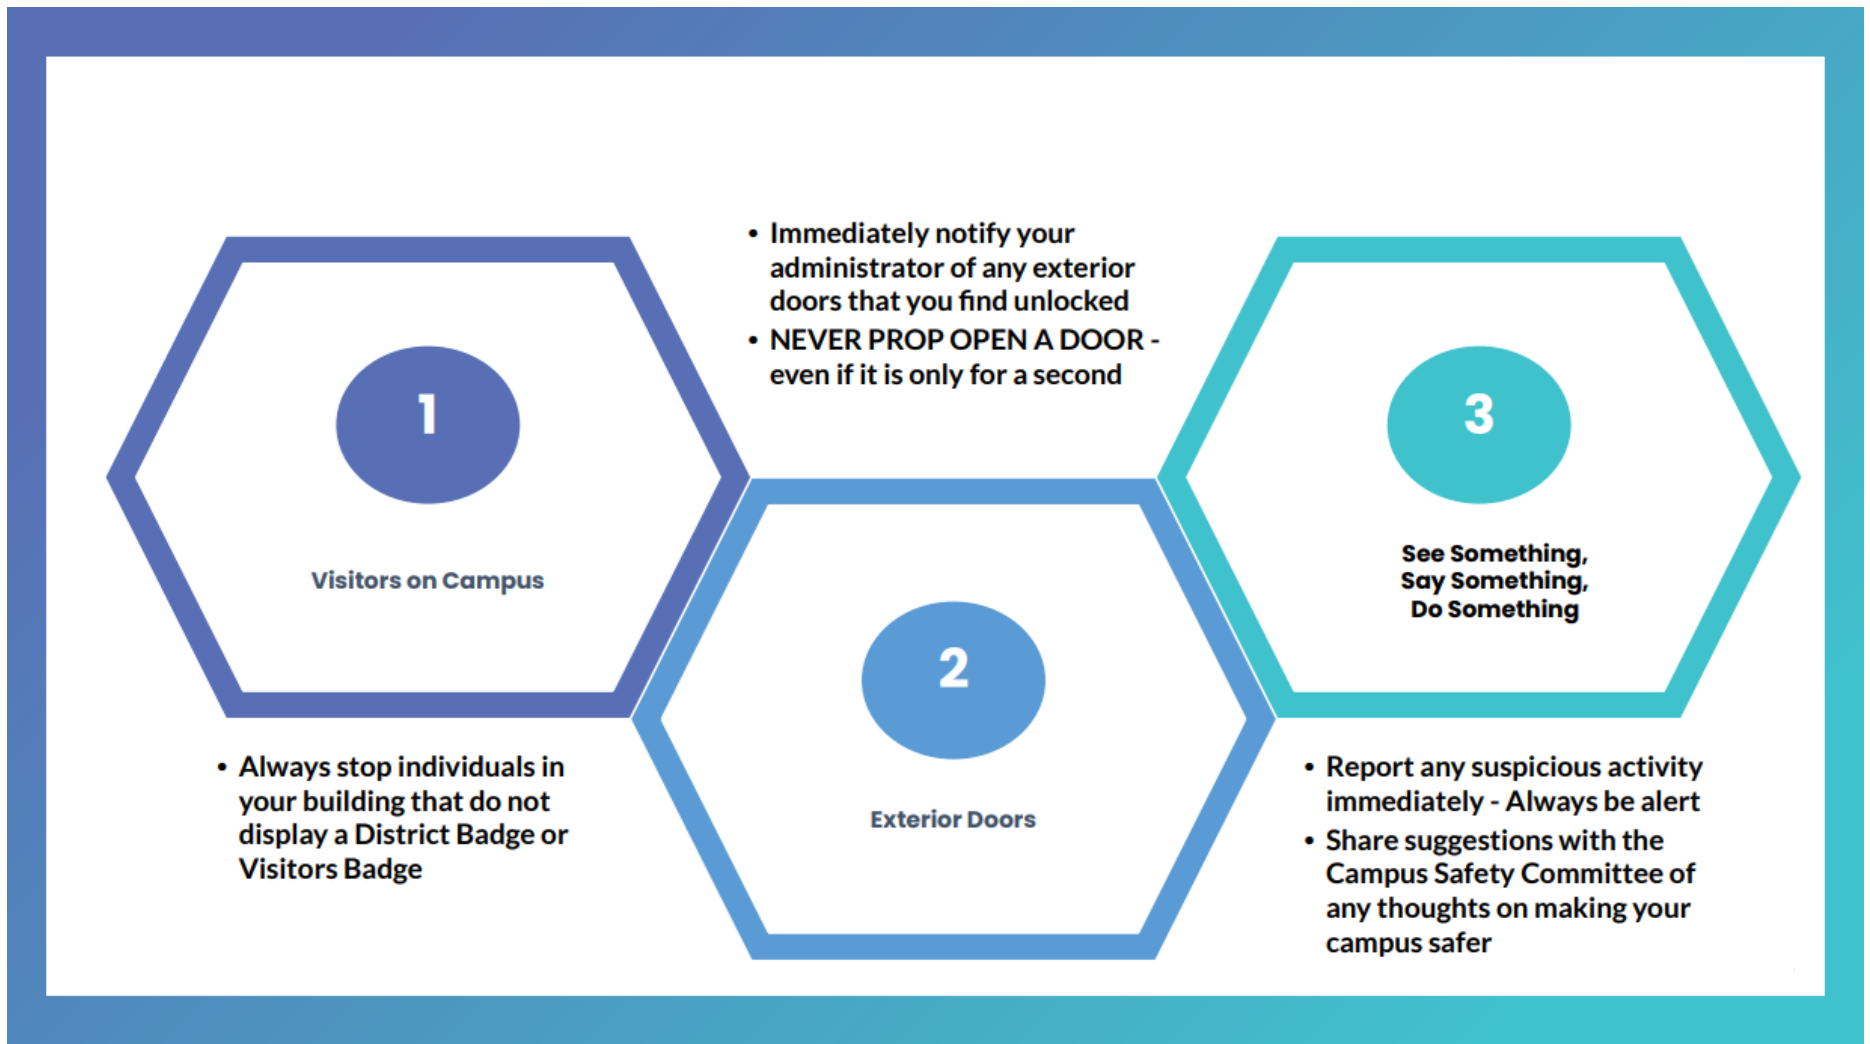 1
Visitors on Campus
• Always stop individuals in
your building that do not
display a District Badge or
Visitors Badge
• Immediately notify your
administrator of any exterior
doors that you find unlocked
• NEVER PROP OPEN A DOOR -
even if it is only for a second
2
Exterior Doors
3
See Something,
Say Something,
Do Something
• Report any suspicious activity
immediately - Always be alert
• Share suggestions with the
Campus Safety Committee of
any thoughts on making your
campus safer